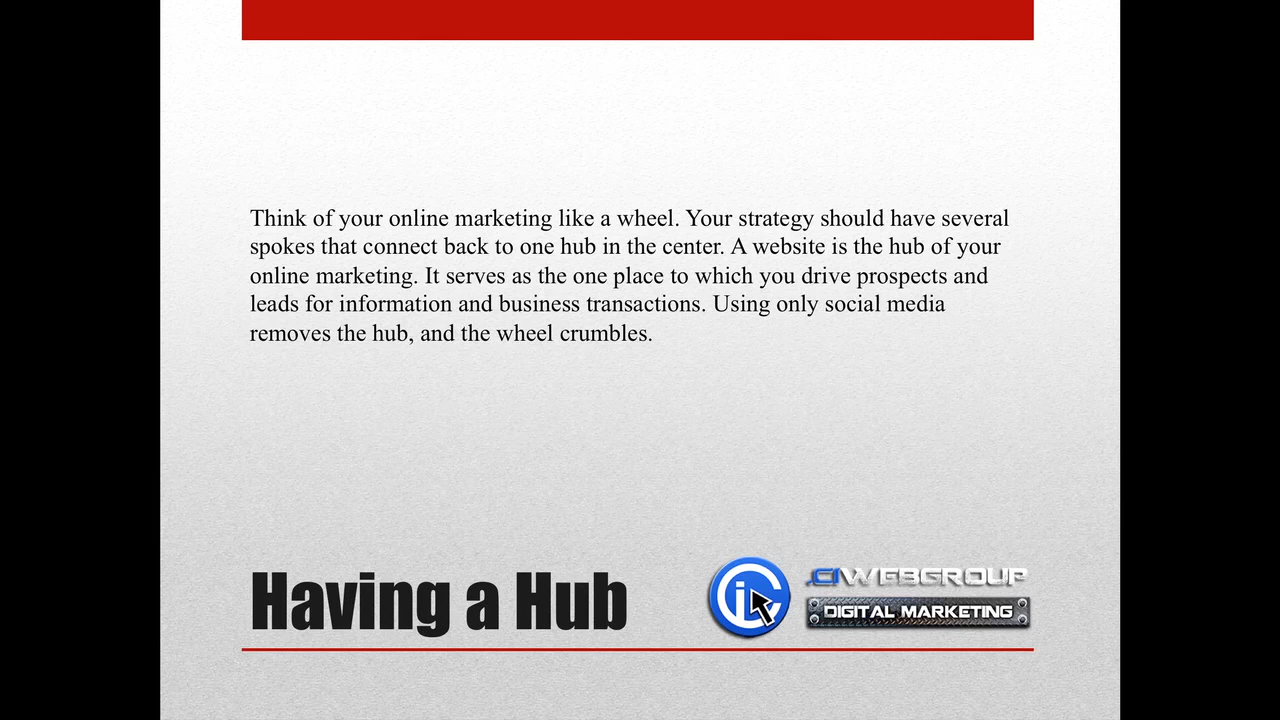 Think of your online marketing like a wheel. Your strategy should have several
spokes that connect back to one hub in the center. A website is the hub of your
online marketing. It serves as the one place to which you drive prospects and
leads for information and business transactions. Using only social media
removes the hub, and the wheel crumbles.
Having a Hub
CIWEBGROUP
DIGITAL MARKETING